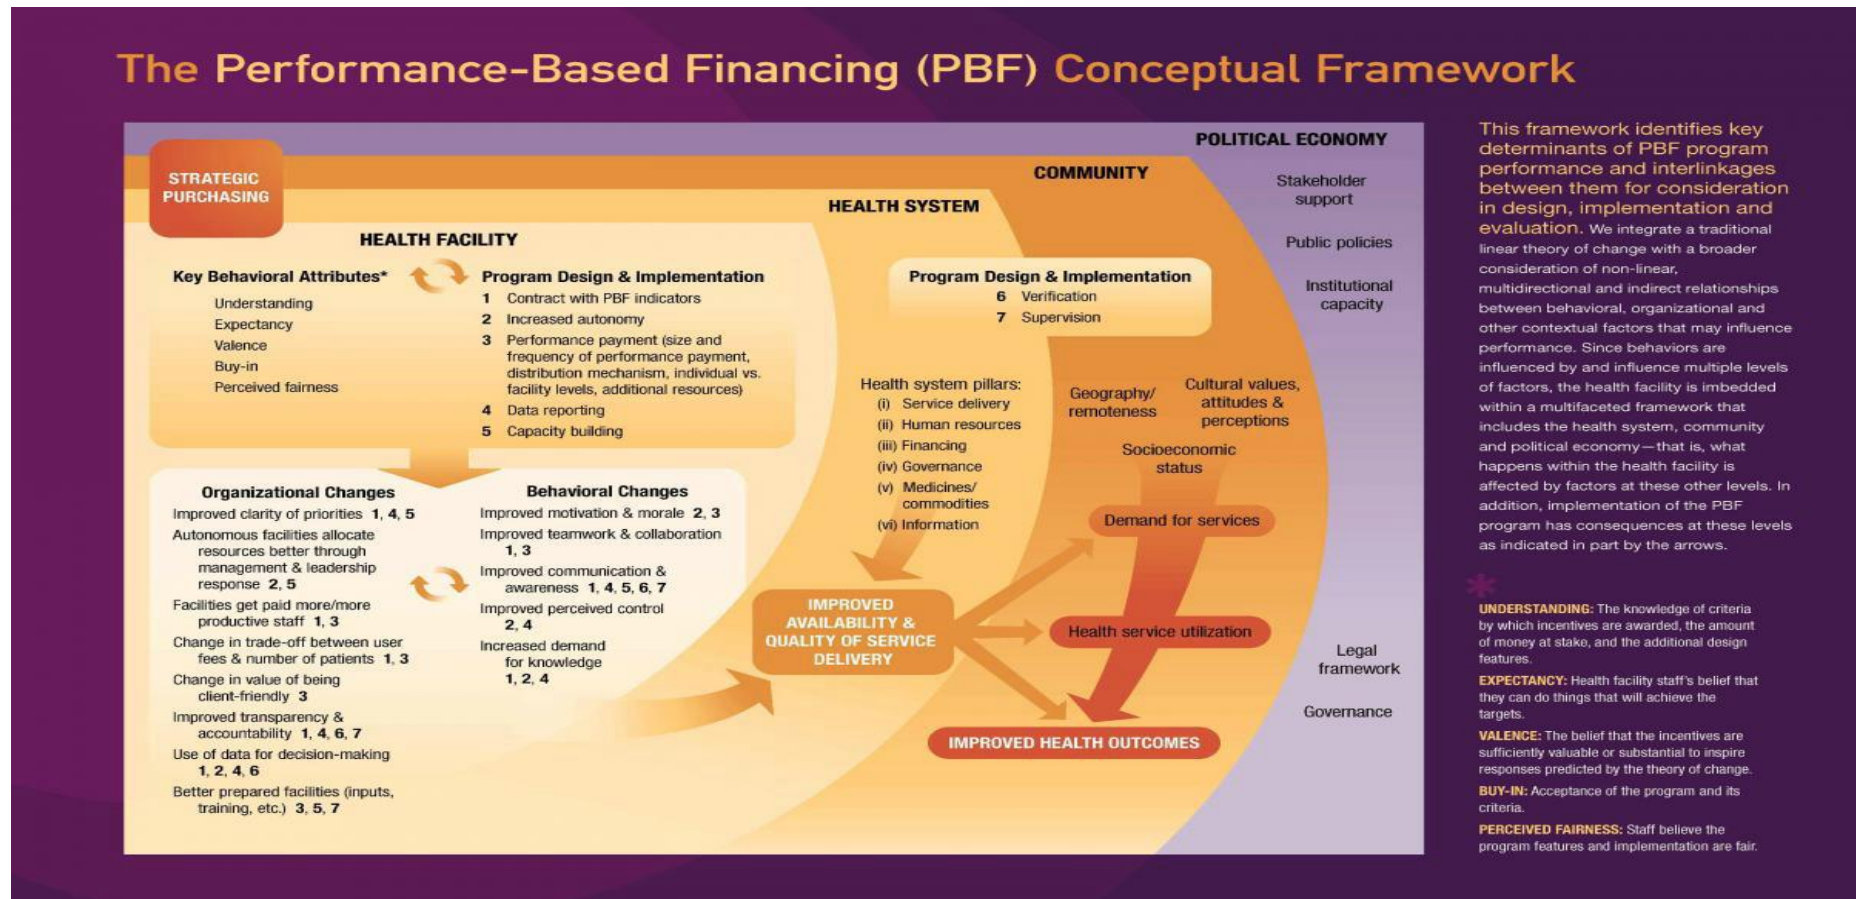 The Performance-Based Financing (PBF) Conceptual Framework
STRATEGIC
PURCHASING
POLITICAL ECONOMY
COMMUNITY
HEALTH SYSTEM
HEALTH FACILITY
Key Behavioral Attributes*
Understanding
Expectancy
Valence
Buy-in
Perceived fairness
Program Design & Implementation
1 Contract with PBF indicators
2 Increased autonomy
3 Performance payment (size and
frequency of performance payment,
distribution mechanism, individual vs.
facility levels, additional resources)
4 Data reporting
5 Capacity building
Organizational Changes
Improved clarity of priorities 1, 4, 5
Autonomous facilities allocate
resources better through
management & leadership
response 2, 5
Facilities get paid more/more
productive staff 1, 3
Change in trade-off between user
fees & number of patients 1, 3
Change in value of being
client-friendly 3
Improved transparency &
accountability 1, 4, 6, 7
Use of data for decision-making
1, 2, 4, 6
Better prepared facilities (inputs,
training, etc.) 3, 5, 7
Behavioral Changes
Improved motivation & morale 2, 3
Improved teamwork & collaboration
1, 3
Improved communication &
awareness 1, 4, 5, 6, 7
Improved perceived control
2, 4
Increased demand
for knowledge
1, 2, 4
Program Design & Implementation
6 Verification
7 Supervision
Health system pillars:
(i) Service delivery
(ii) Human resources
(iii) Financing
(iv) Governance
(v) Medicines/
commodities
(vi) Information
IMPROVED
AVAILABILITY &
QUALITY OF SERVICE
DELIVERY
Geography/
remoteness
Cultural values,
attitudes &
perceptions
Socioeconomic
status
Demand for services
Health service utilization
IMPROVED HEALTH OUTCOMES
Stakeholder
support
Public policies
Institutional
capacity
Legal
framework
Governance
This framework identifies key
determinants of PBF program
performance and interlinkages
between them for consideration
in design, implementation and
evaluation. We integrate a traditional
linear theory of change with a broader
consideration of non-linear,
multidirectional and indirect relationships
between behavioral, organizational and
other contextual factors that may influence
performance. Since behaviors are
influenced by and influence multiple levels
of factors, the health facility is imbedded
within a multifaceted framework that
includes the health system, community
and political economy—that is, what
happens within the health facility is
affected by factors at these other levels. In
addition, implementation of the PBF
program has consequences at these levels
as indicated in part by the arrows.
*
UNDERSTANDING: The knowledge of criteria
by which incentives are awarded, the amount
of money at stake, and the additional design
features.
EXPECTANCY: Health facility staff's belief that
they can do things that will achieve the
targets.
VALENCE: The belief that the incentives are
sufficiently valuable or substantial to inspire
responses predicted by the theory of change.
BUY-IN: Acceptance of the program and its
criteria.
PERCEIVED FAIRNESS: Staff believe the
program features and implementation are fair.